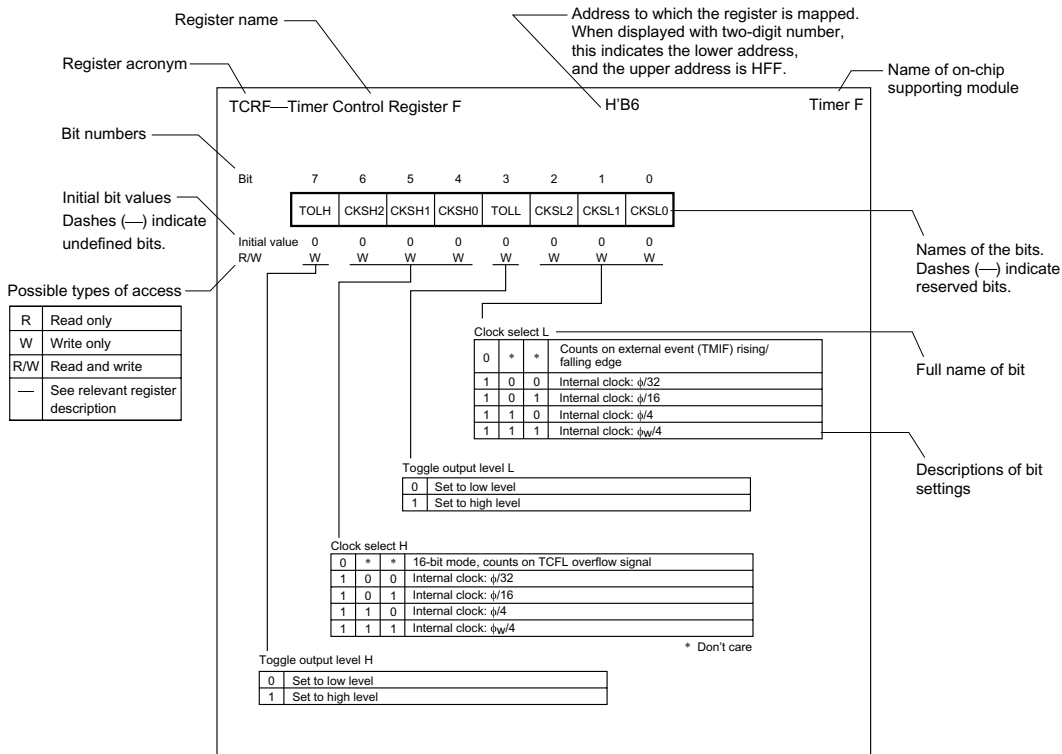 Register name
Address to which the register is mapped.
When displayed with two-digit number,
this indicates the lower address,
and the upper address is HFF.
Register acronym
Name of on-chip
supporting module
TCRF—Timer Control Register F H'B6 Timer F
Bit numbers
Bit 7 6 5 4 3 2 1 0
TOLH CKSH2 CKSH1 CKSH0 TOLL CKSL2 CKSL1 CKSL0
Initial bit values
Dashes (—) indicate
undefined bits.
Initial value 0 0 0 0 0 0 0 0
R/W W W W W W W W W
Names of the bits.
Dashes (—) indicate
reserved bits.
Possible types of access
R Read only
W Write only
R/W Read and write
— See relevant register
description
Clock select L
0 * * Counts on external event (TMIF) rising/
falling edge
1 0 0 Internal clock: ϕ/32
1 0 1 Internal clock: ϕ/16
1 1 0 Internal clock: ϕ/4
1 1 1 Internal clock: ϕW/4
Full name of bit
Descriptions of bit
settings
Toggle output level L
0 Set to low level
1 Set to high level
Clock select H
0 * * 16-bit mode, counts on TCFL overflow signal
1 0 0 Internal clock: ϕ/32
1 0 1 Internal clock: ϕ/16
1 1 0 Internal clock: ϕ/4
1 1 1 Internal clock: ϕW/4
* Don't care
Toggle output level H
0 Set to low level
1 Set to high level